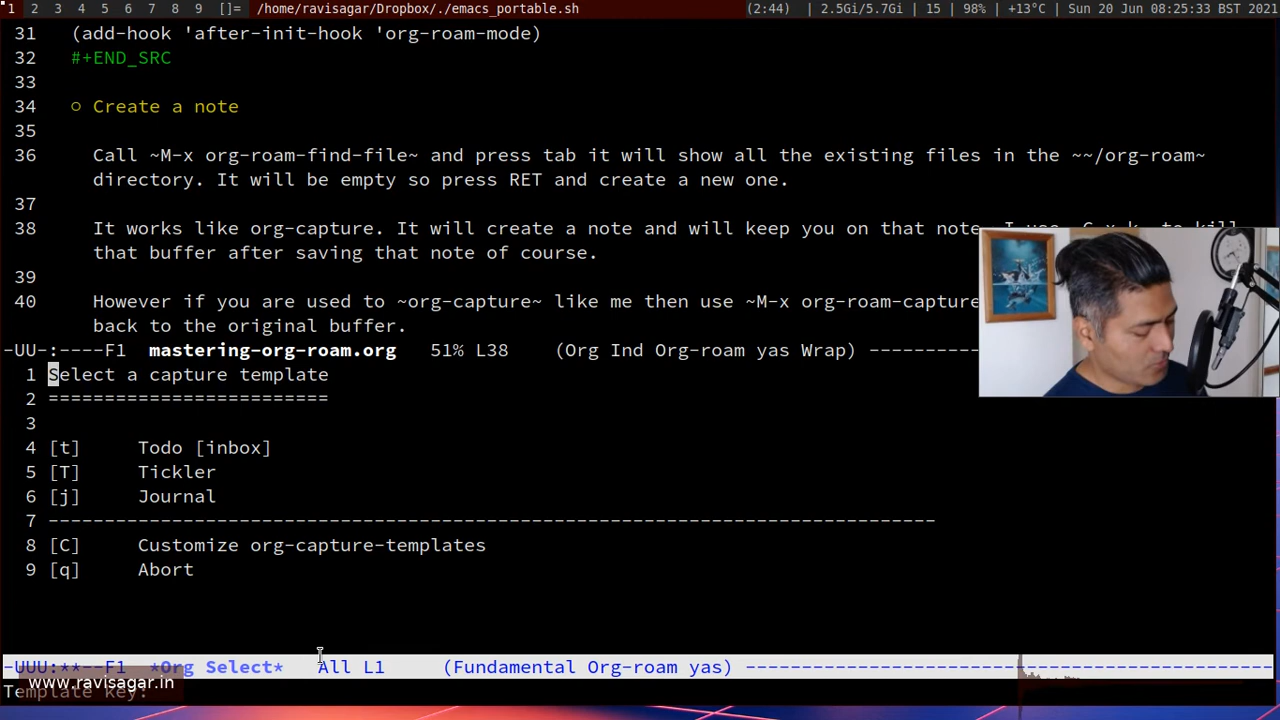 1 2 3 4 5 6 7 8 9 []= /home/ravisagar/Dropbox/./emacs_portable.sh (2:44) | 2.5Gi/5.7Gi | 15 | 98% | +13°C | Sun 20 Jun 08:25:33 BST 2021
31 (add-hook 'after-init-hook 'org-roam-mode)
32 #+END_SRC
33
34 ○ Create a note
35
36 Call ~M-x org-roam-find-file~ and press tab it will show all the existing files in the ~~/org-roam~
directory. It will be empty so press RET and create a new one.
37
38 It works like org-capture. It will create a note and will keep you on that note.
that buffer after saving that note of course.
39
40 However if you are used to ~org-capture~ like me then use ~M-x org-roam-capture
back to the original buffer.
-UU-:----F1 mastering-org-roam.org 51% L38 (Org Ind Org-roam yas Wrap) -----------
1 Select a capture template
2 =========================
3
4 [t] Todo [inbox]
5 [T] Tickler
6 [j] Journal
7 --------------------------------------------------------------------------------
8 [C] Customize org-capture-templates
9 [q] Abort
-UUU:**--F1 *Org Select* All L1 (Fundamental Org-roam yas) ------------------------------------------------
www.ravisagar.in
Template key: